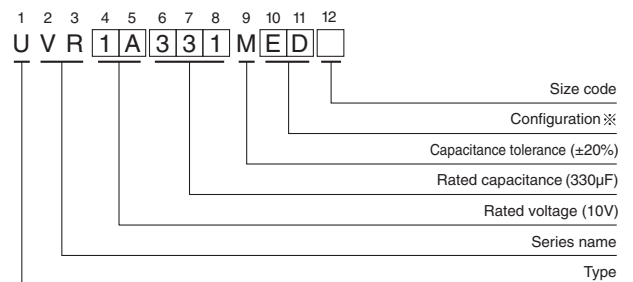 1 2 3 4 5 6 7 8 9 10 11 12
U V R 1 A 3 3 1 M E D
Size code
Configuration※
Capacitance tolerance (±20%)
Rated capacitance (330µF)
Rated voltage (10V)
Series name
Type